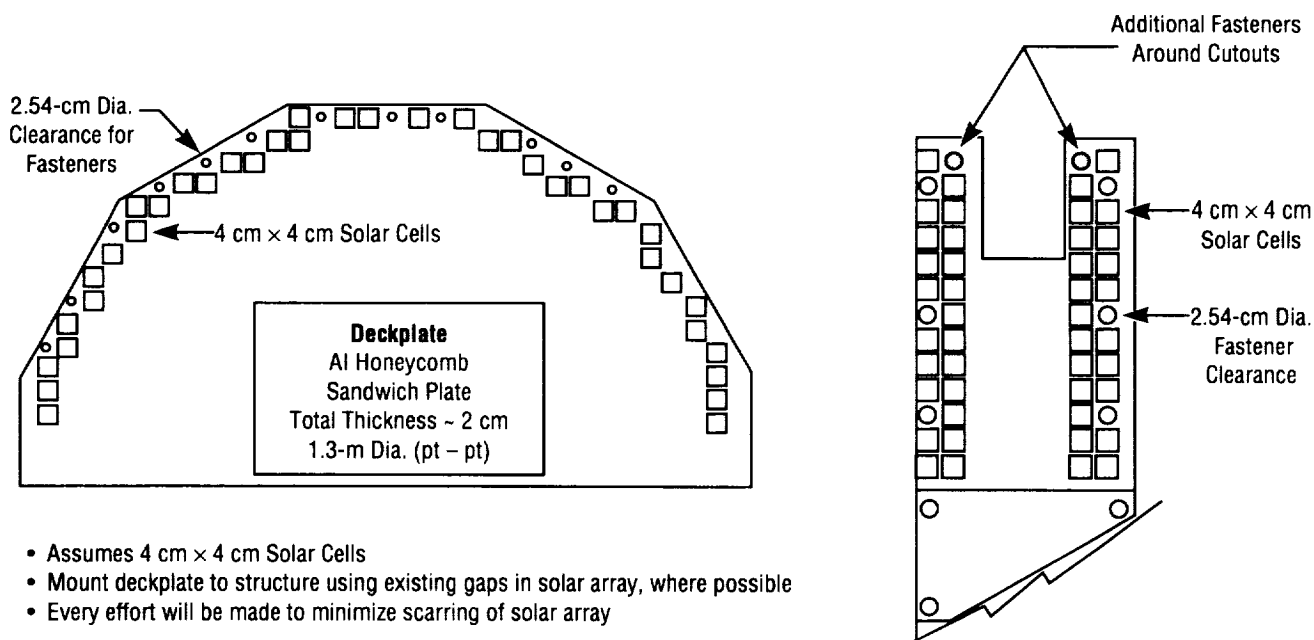 2.54-cm Dia.
Clearance for
Fasteners
4 cm × 4 cm Solar Cells
Deckplate
Al Honeycomb
Sandwich Plate
Total Thickness ~ 2 cm
1.3-m Dia. (pt – pt)
• Assumes 4 cm × 4 cm Solar Cells
• Mount deckplate to structure using existing gaps in solar array, where possible
• Every effort will be made to minimize scarring of solar array
Additional Fasteners
Around Cutouts
4 cm × 4 cm
Solar Cells
2.54-cm Dia.
Fastener
Clearance